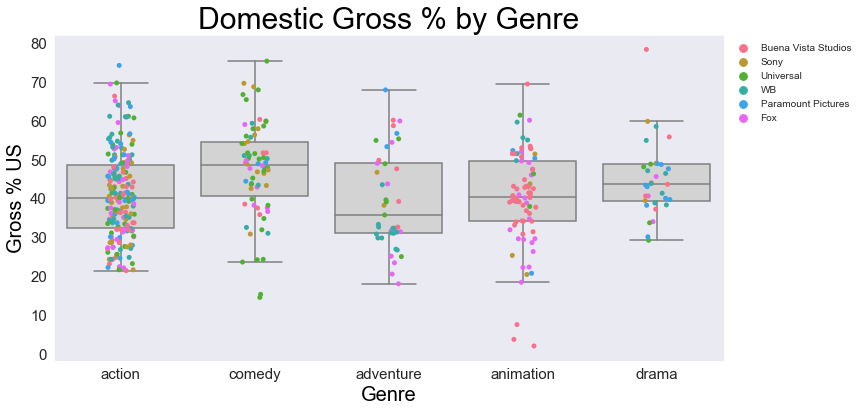 Domestic Gross % by Genre
Buena Vista Studios
Sony
Universal
WB
Paramount Pictures
Fox
Gross % US
80
70
60
50
40
30
20
10
0
action comedy adventure animation drama
Genre